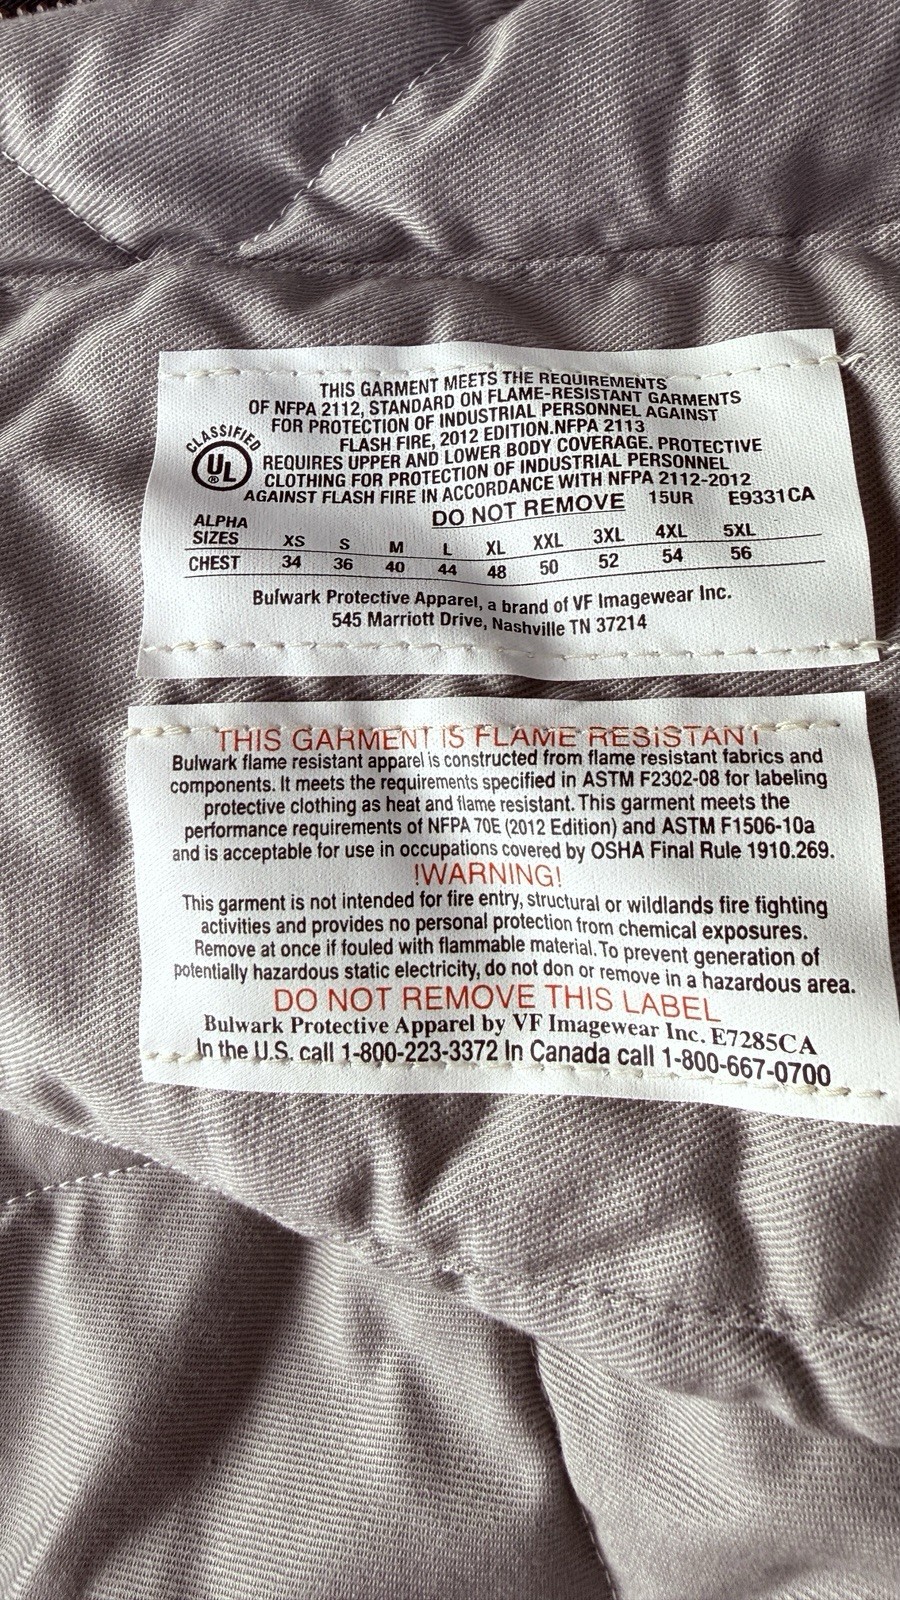 THIS GARMENT MEETS THE REQUIREMENTS
OF NFPA 2112, STANDARD ON FLAME-RESISTANT GARMENTS
FOR PROTECTION OF INDUSTRIAL PERSONNEL AGAINST
FLASH FIRE, 2012 EDITION.NFPA 2113
REQUIRES UPPER AND LOWER BODY COVERAGE. PROTECTIVE
CLOTHING FOR PROTECTION OF INDUSTRIAL PERSONNEL
AGAINST FLASH FIRE IN ACCORDANCE WITH NFPA 2112-2012
CLASSIFIED
UL ®
DO NOT REMOVE 15UR E9331CA
ALPHA
SIZES XS S M L XL XXL 3XL 4XL 5XL
CHEST 34 36 40 44 48 50 52 54 56
Bulwark Protective Apparel, a brand of VF Imagewear Inc.
545 Marriott Drive, Nashville TN 37214
THIS GARMENT IS FLAME RESISTANT
Bulwark flame resistant apparel is constructed from flame resistant fabrics and
components. It meets the requirements specified in ASTM F2302-08 for labeling
protective clothing as heat and flame resistant. This garment meets the
performance requirements of NFPA 70E (2012 Edition) and ASTM F1506-10a
and is acceptable for use in occupations covered by OSHA Final Rule 1910.269.
!WARNING!
This garment is not intended for fire entry, structural or wildlands fire fighting
activities and provides no personal protection from chemical exposures.
Remove at once if fouled with flammable material. To prevent generation of
potentially hazardous static electricity, do not don or remove in a hazardous area.
DO NOT REMOVE THIS LABEL
Bulwark Protective Apparel by VF Imagewear Inc. E7285CA
In the U.S. call 1-800-223-3372 In Canada call 1-800-667-0700